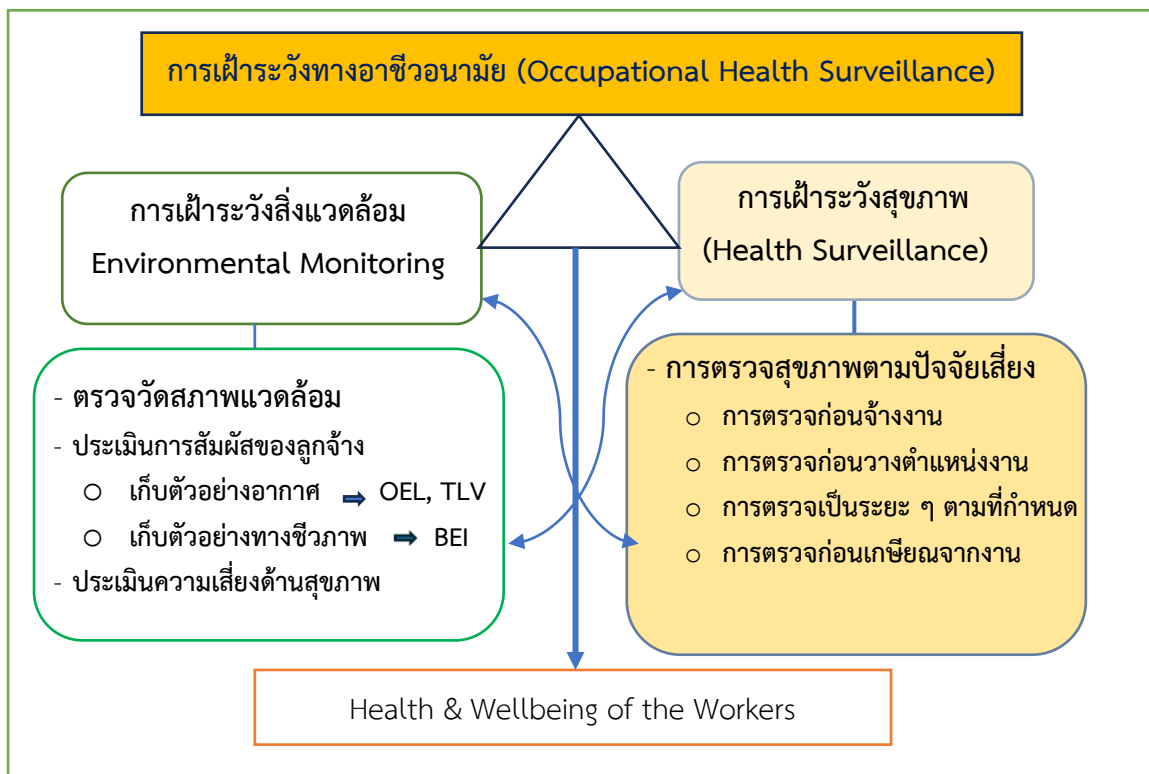 การเฝ้าระวังทางอาชีวอนามัย (Occupational Health Surveillance)
การเฝ้าระวังสิ่งแวดล้อม
Environmental Monitoring
การเฝ้าระวังสุขภาพ
(Health Surveillance)
- ตรวจวัดสภาพแวดล้อม
- ประเมินการสัมผัสของลูกจ้าง
o เก็บตัวอย่างอากาศ ➡ OEL, TLV
o เก็บตัวอย่างทางชีวภาพ ➡ BEI
- ประเมินความเสี่ยงด้านสุขภาพ
- การตรวจสุขภาพตามปัจจัยเสี่ยง
o การตรวจก่อนจ้างงาน
o การตรวจก่อนวางตำแหน่งงาน
o การตรวจเป็นระยะ ๆ ตามที่กำหนด
o การตรวจก่อนเกษียณจากงาน
Health & Wellbeing of the Workers